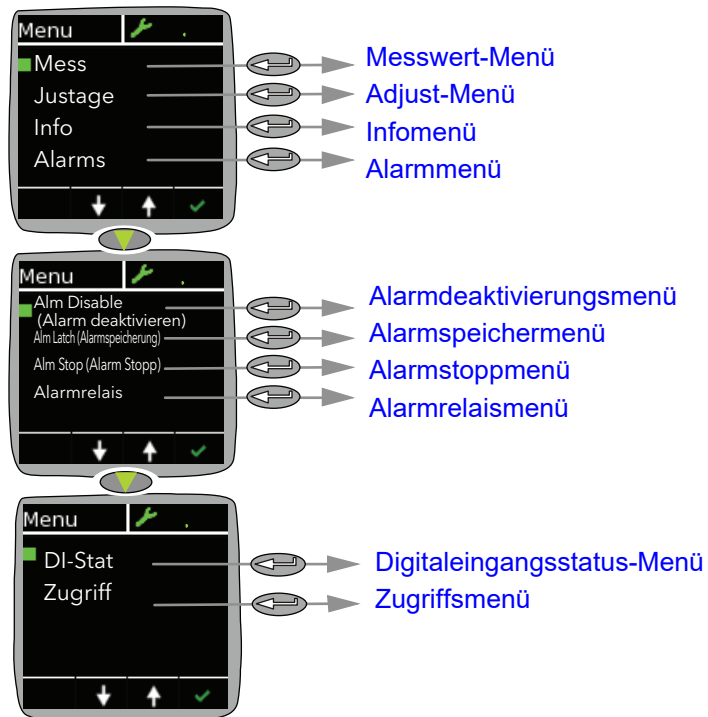 Menu
Mess
Messwert-Menü
Justage
Adjust-Menü
Info
Infomenü
Alarms
Alarmmenü
Menu
Alm Disable
(Alarm deaktivieren)
Alarmdeaktivierungsmenü
Alm Latch (Alarmspeicherung)
Alarmspeichermenü
Alm Stop (Alarm Stopp)
Alarmstoppmenü
Alarmrelais
Alarmrelaismenü
Menu
DI-Stat
Digitaleingangsstatus-Menü
Zugriff
Zugriffsmenü